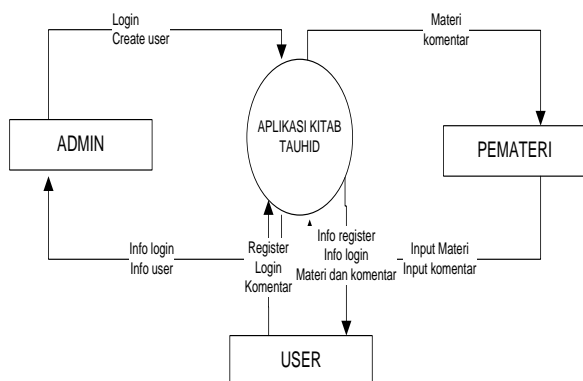 Login
Create user
Materi
komentar
APLIKASI KITAB
TAUHID
ADMIN
PEMATERI
Info login
Info user
Register
Login
Komentar
Info register
Info login
Materi dan komentar
Input Materi
Input komentar
USER